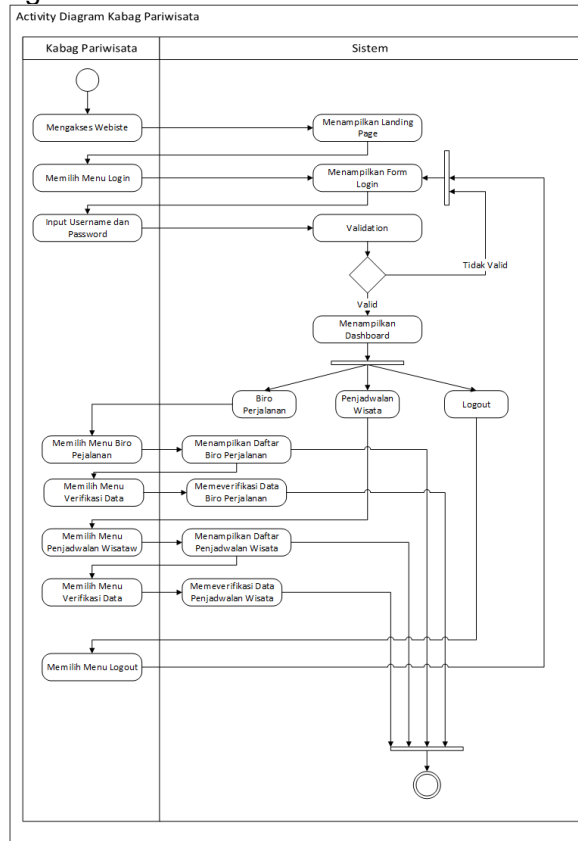 Activity Diagram Kabag Pariwisata
Kabag Pariwisata
Sistem
Mengakses Webiste
Menampilkan Landing
Page
Memilih Menu Login
Menampilkan Form
Login
Input Username dan
Password
Validation
Tidak Valid
Valid
Menampilkan
Dashboard
Biro
Perjalanan
Penjadwalan
Wisata
Logout
Memilih Menu Biro
Pejalanan
Menampilkan Daftar
Biro Perjalanan
Memilih Menu
Verifikasi Data
Memeverifikasi Data
Biro Perjalanan
Memilih Menu
Penjadwalan Wisataw
Menampilkan Daftar
Penjadwalan Wisata
Memilih Menu
Verifikasi Data
Memeverifikasi Data
Penjadwalan Wisata
Memilih Menu Logout